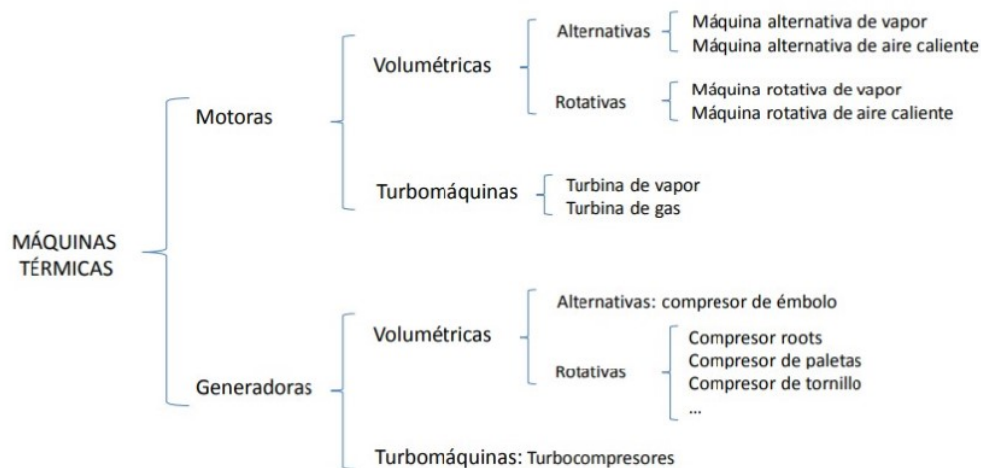 MÁQUINAS
TÉRMICAS
Motoras
Volumétricas
Alternativas
Máquina alternativa de vapor
Máquina alternativa de aire caliente
Rotativas
Máquina rotativa de vapor
Máquina rotativa de aire caliente
Turbomáquinas
Turbina de vapor
Turbina de gas
Generadoras
Volumétricas
Alternativas: compresor de émbolo
Rotativas
Compresor roots
Compresor de paletas
Compresor de tornillo
...
Turbomáquinas: Turbocompresores